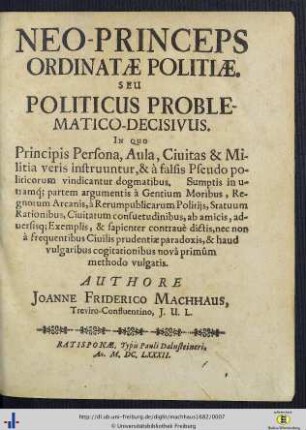 NEO-PRINCEPS
ORDINATÆ POLITIÆ.
SEU
POLITICUS PROBLE-
MATICO-DECISIVUS.
IN QUO
Principis Persona, Aula, Ciuitas & Mi-
litia veris instruuntur, & à falsis Pseudo po-
liticorum vindicantur dogmatibus. Sumptis in u-
tramq; partem argumentis à Gentium Moribus, Re-
gnorum Arcanis, à Rerumpublicarum Politijs, Statuum
Rationibus, Ciuitatum consuetudinibus, ab amicis, ad-
uersisq; Exemplis, & sapienter contrauè dictis, nec non
à frequentibus Ciuilis prudentiæ paradoxis, & haud
vulgaribus cogitationibus novâ primùm
methodo vulgatis.
AUTHORE
JOANNE FRIDERICO MACHHAUS,
Treviro-Confluentino, J. U. L.
RATISPONÆ, Typis Pauli Dalnsteineri,
Ao. M, DC, LXXXII.
http://dl.ub.uni-freiburg.de/diglit/machhaus1682/0007
© Universitätsbibliothek Freiburg